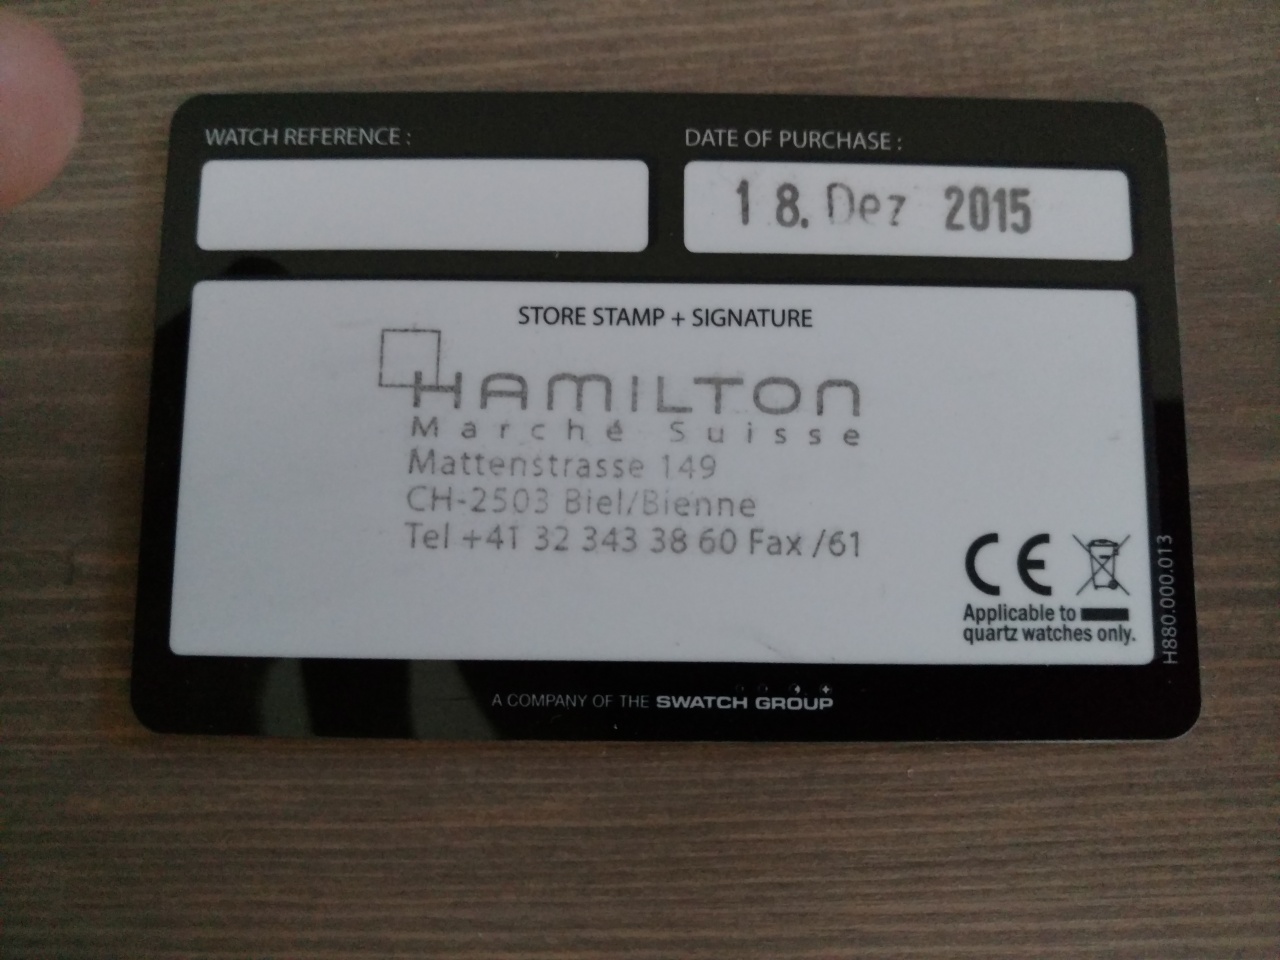 WATCH REFERENCE :
DATE OF PURCHASE :
18. Dez 2015
STORE STAMP + SIGNATURE
HAMILTON
Marché Suisse
Mattenstrasse 149
CH-2503 Biel/Bienne
Tel +41 32 343 38 60 Fax /61
CE
Applicable to
quartz watches only.
H880.000.013
A COMPANY OF THE SWATCH GROUP